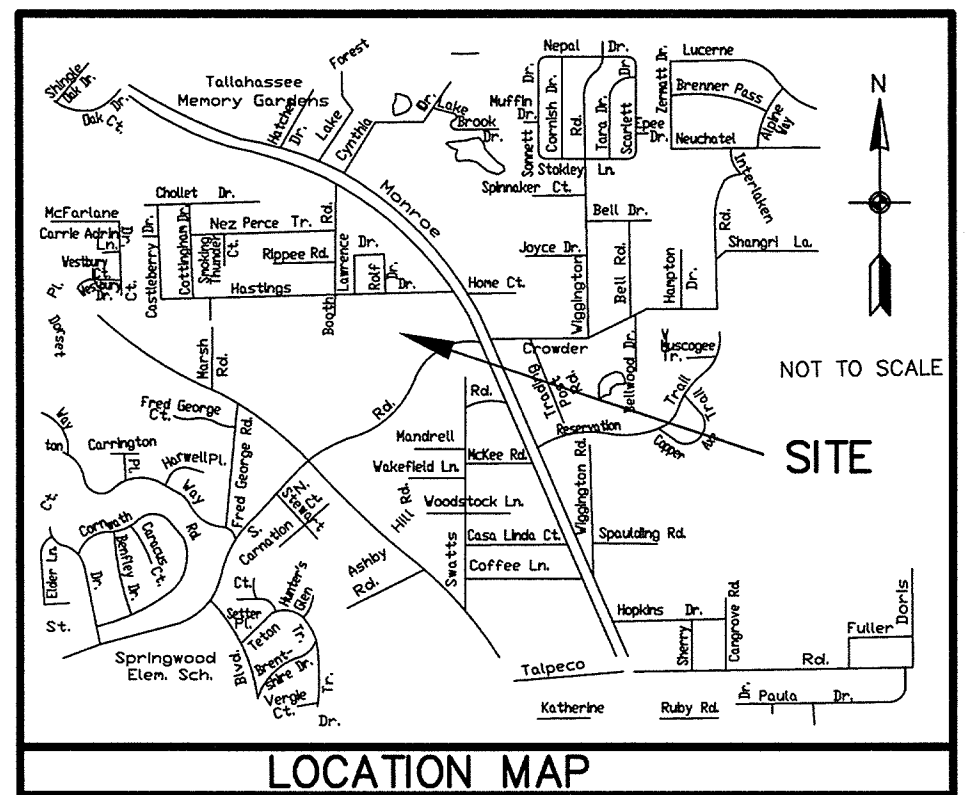 Shingle
Oak Dr.
Oak Ct.
Dr.
Tallahassee
Memory Gardens
Hatcher
Dr.
Lake
Forest
Cynthia
Dr.
Lake
Brook
Dr.
Monroe
Nepal Dr.
Muffin
Dr.
Sonnett
Dr.
Cornish Dr.
Rd.
Tara Dr.
Scarlett
Dr.
Dr.
Stokley Ln.
Spinnaker Ct.
Zermatt Dr.
Lucerne
Brenner Pass
Alpine
Way
Neuchatel
Interlaken
Rd.
Shangri La.
N
Chollet Dr.
McFarlane
Dr.
Carrie Adrin
Ln.
Westbury
Ct.
Pl.
Westbury
Dr.
Ct.
Dorset
Castleberry Dr.
Cottingham Dr.
Nez Perce Tr.
Rd.
Smoking
Thunder
Ct.
Rippee Rd.
Lawrence
Dr.
Rolf
Dr.
Hastings
Booth
Home Ct.
Bell Dr.
Joyce Dr.
Wiggington
Bell Rd.
Hampton
Dr.
Crowder
Trading
Post
Rd.
Bellwood Dr.
Muscogee
Tr.
Trail
Trail
Reservation
Copper
NOT TO SCALE
SITE
Marsh
Rd.
Fred George
Ct.
Fred George Rd.
Rd.
Way
ton
Carrington
Pl.
Harwell Pl.
Way
Rd
Ct
Cornwath
Benfley Dr.
Caracus
Ct.
Elder Ln.
Dr.
St.
S.
St. N.
Stewart
Ct.
Carnation
Mandrell
Rd.
McKee Rd.
Wakefield Ln.
Hill Rd.
Woodstock Ln.
Casa Linda Ct.
Swatts
Coffee Ln.
Ashby
Rd.
Wiggington Rd.
Spaulding Rd.
Ct.
Setter
Pl.
Hunter's
Glen
Teton
Tr.
Brent-
shire Dr.
Blvd.
Vergie
Ct.
Tr.
Dr.
Springwood
Elem. Sch.
Hopkins Dr.
Sherry
Cangrove Rd.
Talpeco
Rd.
Fuller
Doris
Dr.
Paula Dr.
Katherine
Ruby Rd.
LOCATION MAP